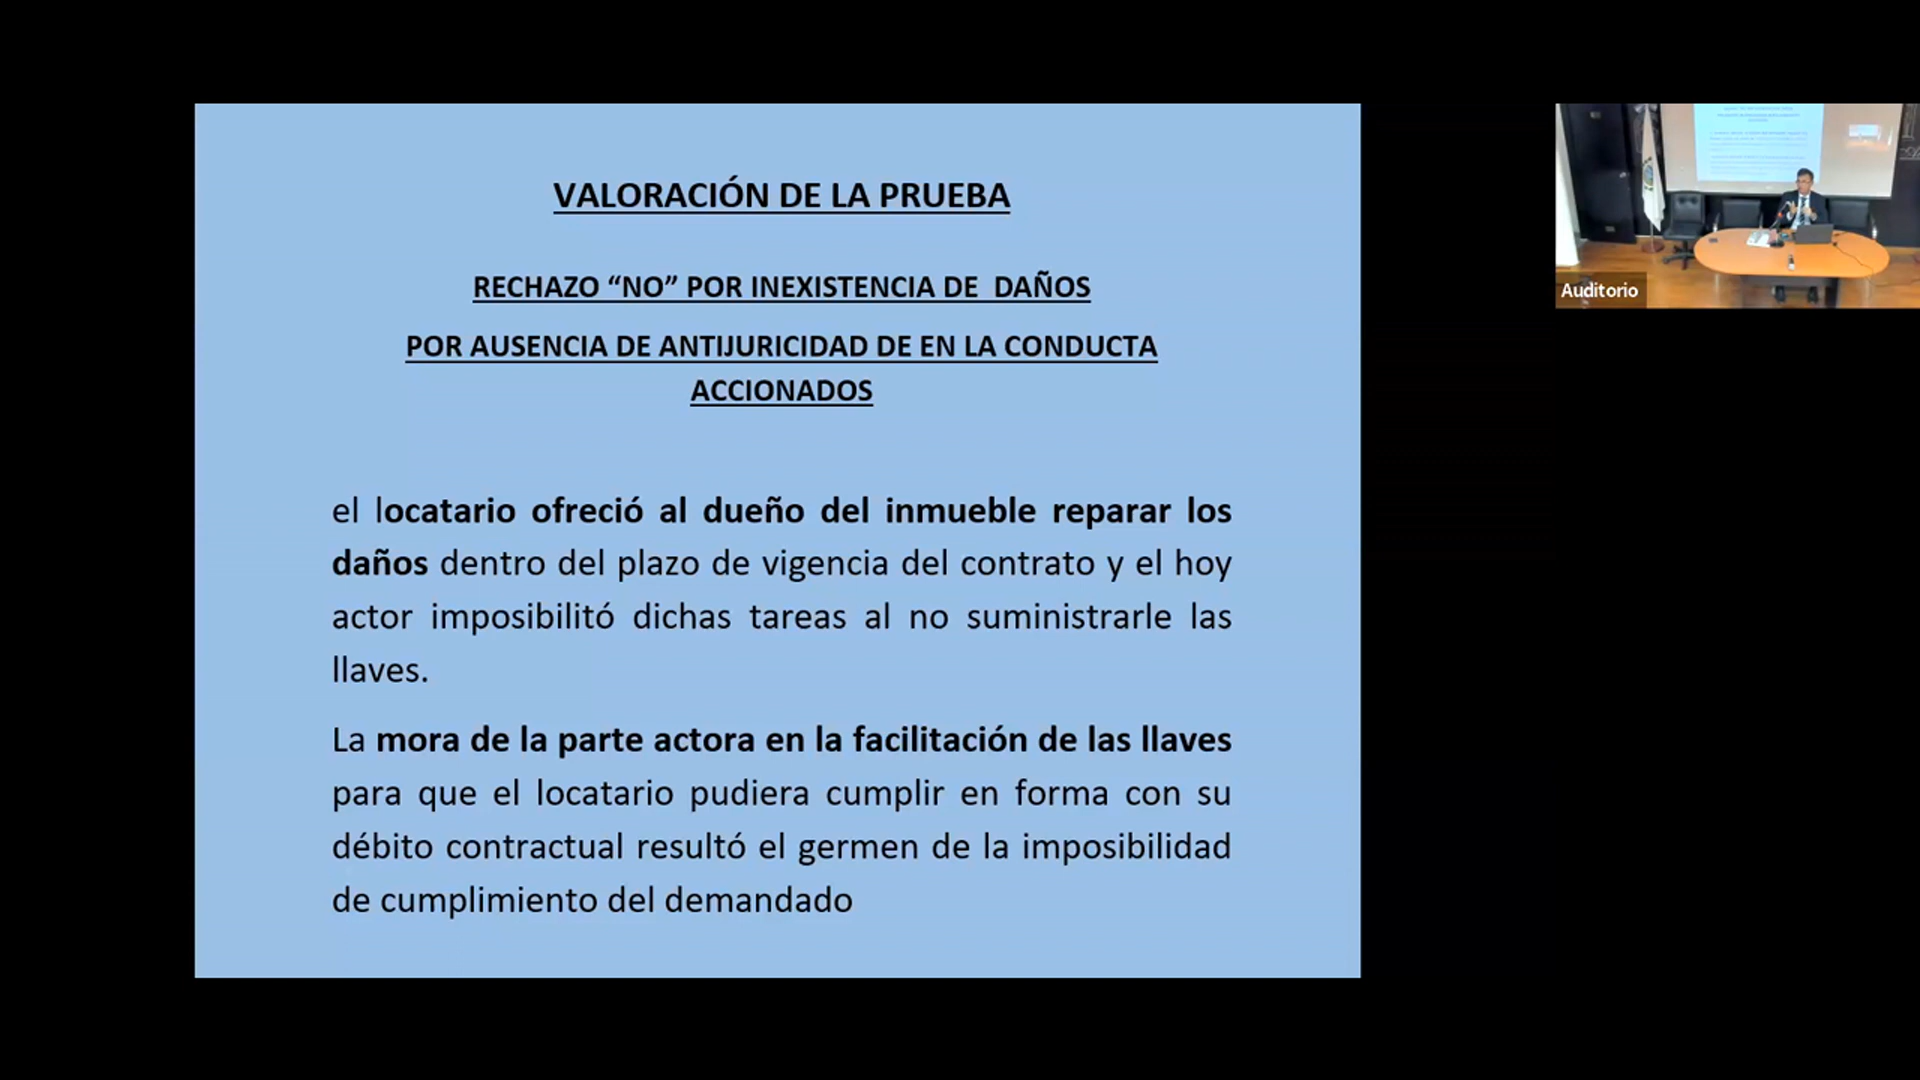 VALORACIÓN DE LA PRUEBA
RECHAZO “NO” POR INEXISTENCIA DE DAÑOS
POR AUSENCIA DE ANTIJURICIDAD DE EN LA CONDUCTA
ACCIONADOS
el locatario ofreció al dueño del inmueble reparar los
daños dentro del plazo de vigencia del contrato y el hoy
actor imposibilitó dichas tareas al no suministrarle las
llaves.
La mora de la parte actora en la facilitación de las llaves
para que el locatario pudiera cumplir en forma con su
débito contractual resultó el germen de la imposibilidad
de cumplimiento del demandado
Auditorio